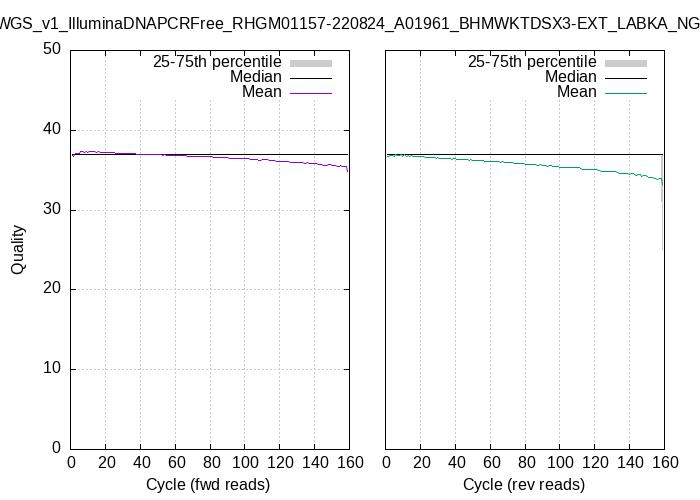 WGS_v1_IlluminaDNAPCRFree_RHGM01157-220824_A01961_BHMWKTDSX3-EXT_LABKA_NG
25-75th percentile
Median
Mean
25-75th percentile
Median
Mean
Quality
50
40
30
20
10
0
0 20 40 60 80 100 120 140 160
0 20 40 60 80 100 120 140 160
Cycle (fwd reads)
Cycle (rev reads)